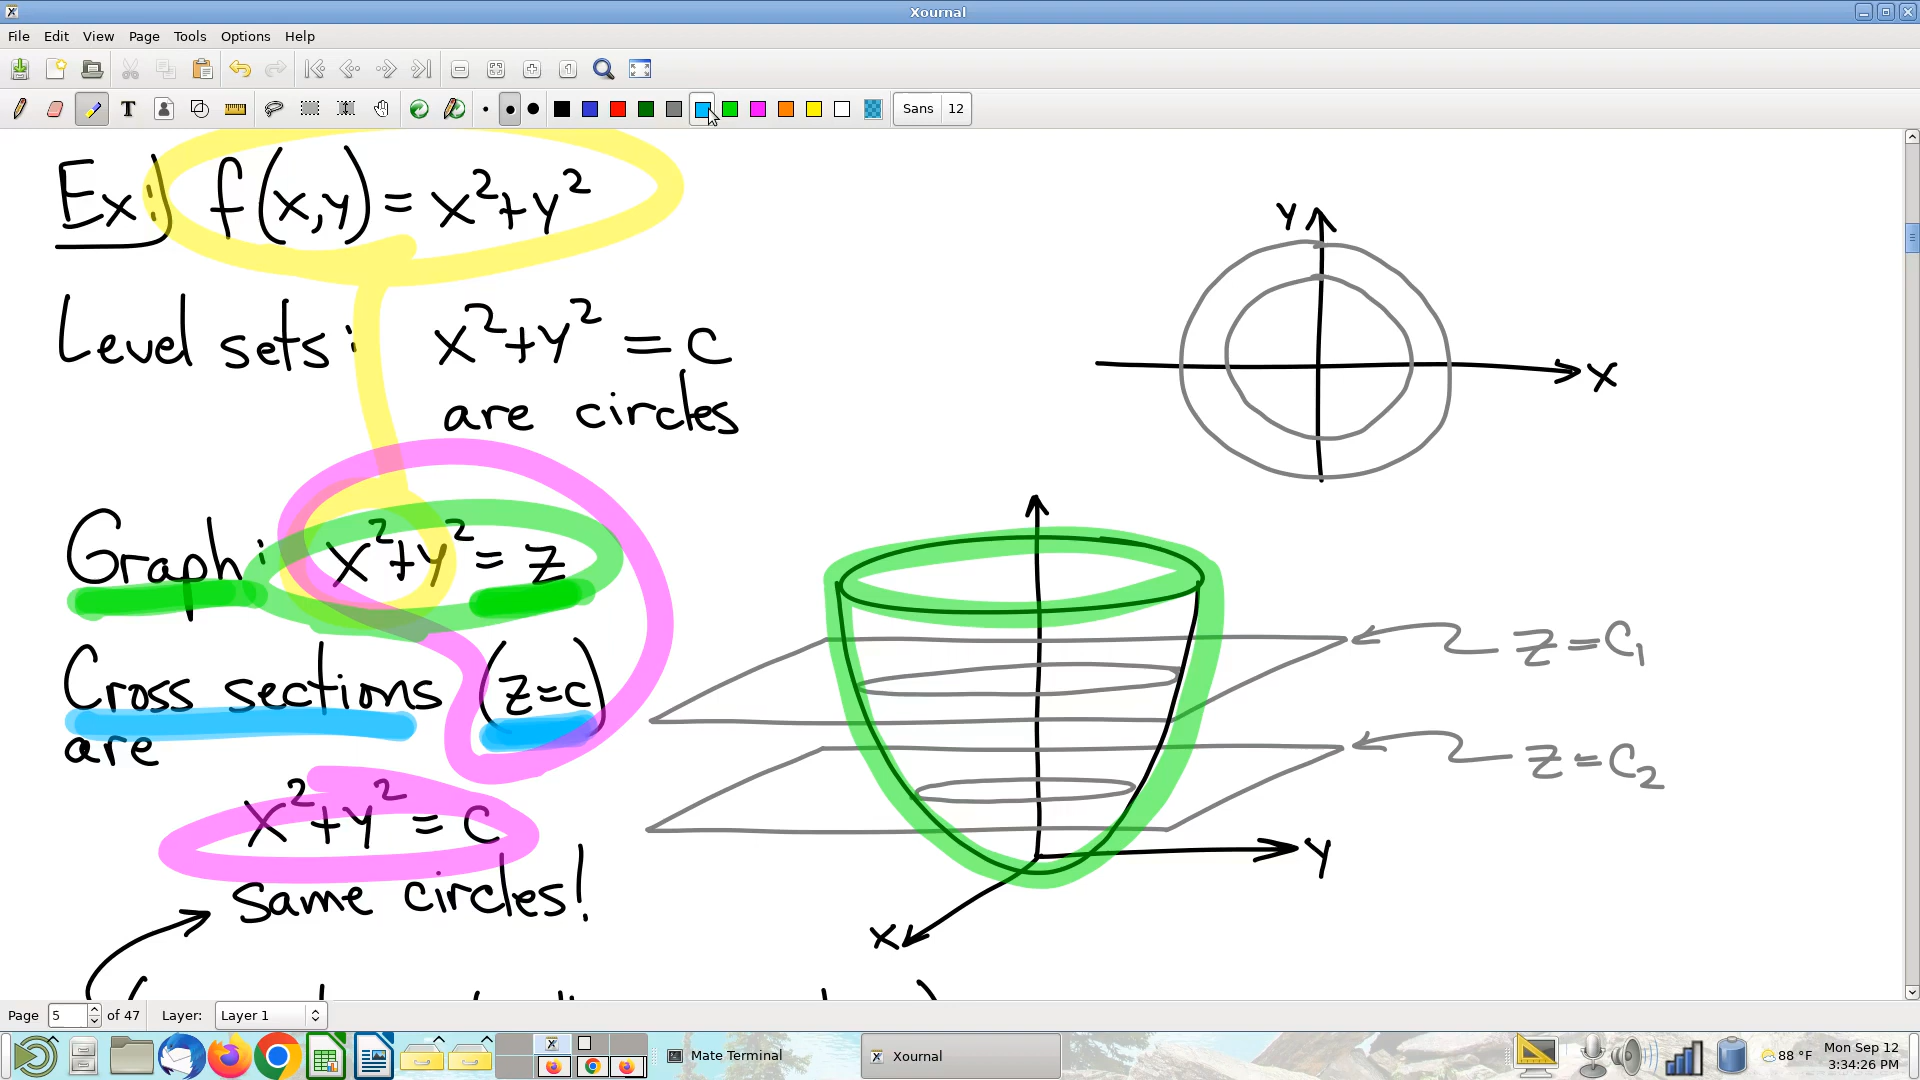 Xournal
File Edit View Page Tools Options Help
Sans 12
Ex:) f(x,y) = x²+y²
Level sets: x²+y² = c
are circles
Graph: x²+y² = z
Cross sections (z=c)
are
x²+y² = c
same circles!
Y
X
z=c₁
z=c₂
Y
X
Page 5 of 47 Layer: Layer 1
Mate Terminal
Xournal
88 °F
Mon Sep 12
3:34:26 PM